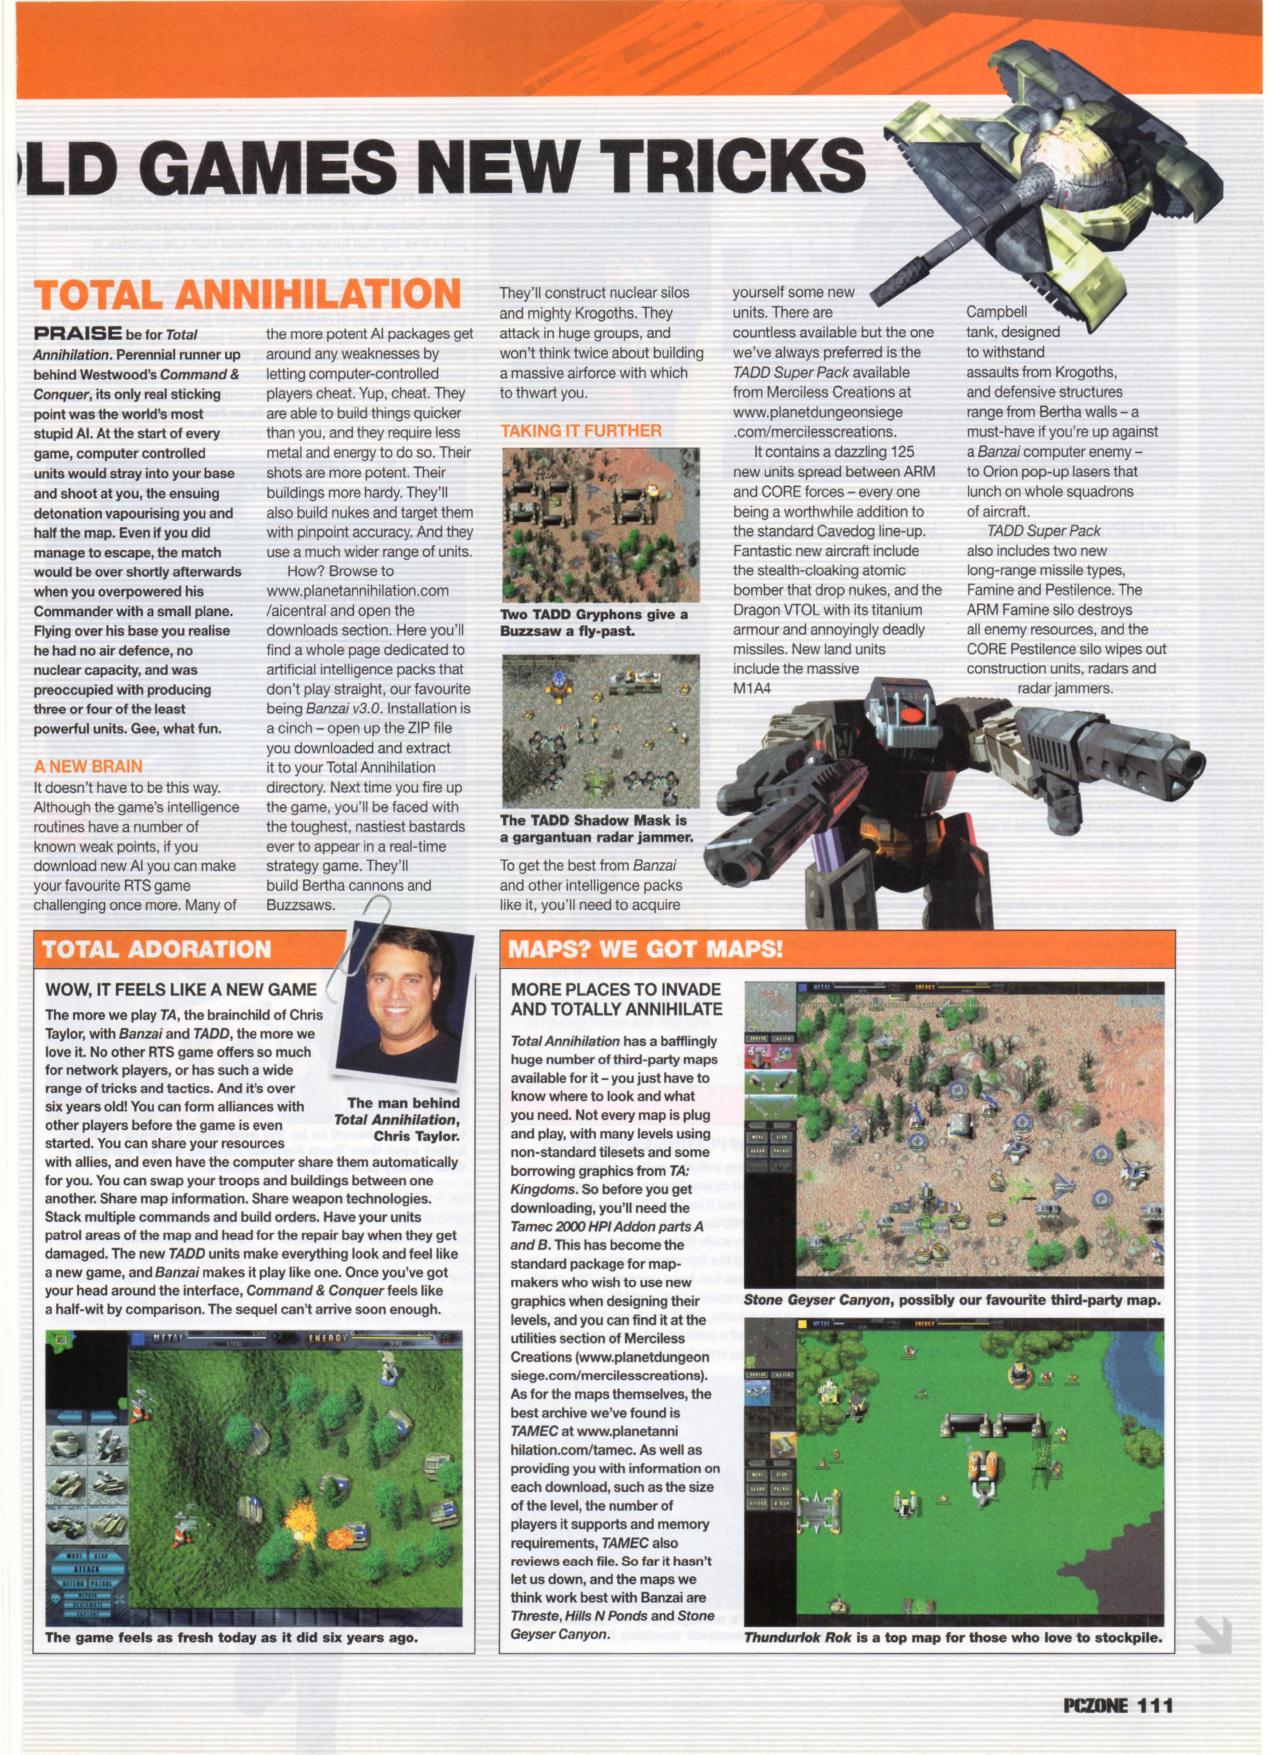 OLD GAMES NEW TRICKS
TOTAL ANNIHILATION
PRAISE be for Total
Annihilation. Perennial runner up
behind Westwood's Command &
Conquer, its only real sticking
point was the world's most
stupid AI. At the start of every
game, computer controlled
units would stray into your base
and shoot at you, the ensuing
detonation vapourising you and
half the map. Even if you did
manage to escape, the match
would be over shortly afterwards
when you overpowered his
Commander with a small plane.
Flying over his base you realise
he had no air defence, no
nuclear capacity, and was
preoccupied with producing
three or four of the least
powerful units. Gee, what fun.
A NEW BRAIN
It doesn't have to be this way.
Although the game's intelligence
routines have a number of
known weak points, if you
download new AI you can make
your favourite RTS game
challenging once more. Many of
the more potent AI packages get
around any weaknesses by
letting computer-controlled
players cheat. Yup, cheat. They
are able to build things quicker
than you, and they require less
metal and energy to do so. Their
shots are more potent. Their
buildings more hardy. They'll
also build nukes and target them
with pinpoint accuracy. And they
use a much wider range of units.
How? Browse to
www.planetannihilation.com
/aicentral and open the
downloads section. Here you'll
find a whole page dedicated to
artificial intelligence packs that
don't play straight, our favourite
being Banzai v3.0. Installation is
a cinch – open up the ZIP file
you downloaded and extract
it to your Total Annihilation
directory. Next time you fire up
the game, you'll be faced with
the toughest, nastiest bastards
ever to appear in a real-time
strategy game. They'll
build Bertha cannons and
Buzzsaws.
They'll construct nuclear silos
and mighty Krogoths. They
attack in huge groups, and
won't think twice about building
a massive airforce with which
to thwart you.
TAKING IT FURTHER
Two TADD Gryphons give a
Buzzsaw a fly-past.
The TADD Shadow Mask is
a gargantuan radar jammer.
To get the best from Banzai
and other intelligence packs
like it, you'll need to acquire
yourself some new
units. There are
countless available but the one
we've always preferred is the
TADD Super Pack available
from Merciless Creations at
www.planetdungeonsiege
.com/mercilesscreations.
It contains a dazzling 125
new units spread between ARM
and CORE forces – every one
being a worthwhile addition to
the standard Cavedog line-up.
Fantastic new aircraft include
the stealth-cloaking atomic
bomber that drop nukes, and the
Dragon VTOL with its titanium
armour and annoyingly deadly
missiles. New land units
include the massive
M1A4
Campbell
tank, designed
to withstand
assaults from Krogoths,
and defensive structures
range from Bertha walls – a
must-have if you're up against
a Banzai computer enemy –
to Orion pop-up lasers that
lunch on whole squadrons
of aircraft.
TADD Super Pack
also includes two new
long-range missile types,
Famine and Pestilence. The
ARM Famine silo destroys
all enemy resources, and the
CORE Pestilence silo wipes out
construction units, radars and
radar jammers.
TOTAL ADORATION
WOW, IT FEELS LIKE A NEW GAME
The more we play TA, the brainchild of Chris
Taylor, with Banzai and TADD, the more we
love it. No other RTS game offers so much
for network players, or has such a wide
range of tricks and tactics. And it's over
six years old! You can form alliances with
other players before the game is even
started. You can share your resources
with allies, and even have the computer share them automatically
for you. You can swap your troops and buildings between one
another. Share map information. Share weapon technologies.
Stack multiple commands and build orders. Have your units
patrol areas of the map and head for the repair bay when they get
damaged. The new TADD units make everything look and feel like
a new game, and Banzai makes it play like one. Once you've got
your head around the interface, Command & Conquer feels like
a half-wit by comparison. The sequel can't arrive soon enough.
The man behind
Total Annihilation,
Chris Taylor.
METAL
ENERGY
MOVE STOP
ATTACK
DEFEND PATROL
REPAIR
RECLAIM
CAPTURE
The game feels as fresh today as it did six years ago.
MAPS? WE GOT MAPS!
MORE PLACES TO INVADE
AND TOTALLY ANNIHILATE
Total Annihilation has a bafflingly
huge number of third-party maps
available for it – you just have to
know where to look and what
you need. Not every map is plug
and play, with many levels using
non-standard tilesets and some
borrowing graphics from TA:
Kingdoms. So before you get
downloading, you'll need the
Tamec 2000 HPI Addon parts A
and B. This has become the
standard package for map-
makers who wish to use new
graphics when designing their
levels, and you can find it at the
utilities section of Merciless
Creations (www.planetdungeon
siege.com/mercilesscreations).
As for the maps themselves, the
best archive we've found is
TAMEC at www.planetanni
hilation.com/tamec. As well as
providing you with information on
each download, such as the size
of the level, the number of
players it supports and memory
requirements, TAMEC also
reviews each file. So far it hasn't
let us down, and the maps we
think work best with Banzai are
Threste, Hills N Ponds and Stone
Geyser Canyon.
METAL
ENERGY
Stone Geyser Canyon, possibly our favourite third-party map.
METAL
ENERGY
Thundurlok Rok is a top map for those who love to stockpile.
PCZONE 111